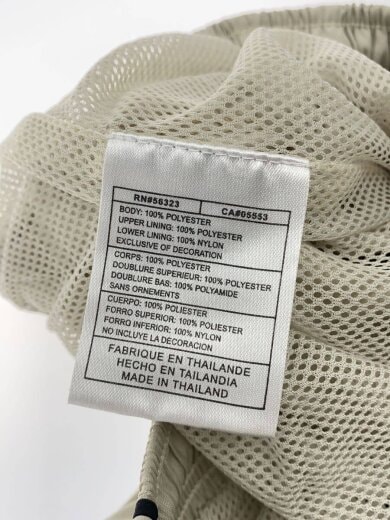 RN#56323 CA#05553
BODY: 100% POLYESTER
UPPER LINING: 100% POLYESTER
LOWER LINING: 100% NYLON
EXCLUSIVE OF DECORATION
CORPS: 100% POLYESTER
DOUBLURE SUPERIEUR: 100% POLYESTER
DOUBLURE BAS: 100% POLYAMIDE
SANS ORNEMENTS
CUERPO: 100% POLIESTER
FORRO SUPERIOR: 100% POLIESTER
FORRO INFERIOR: 100% NYLON
NO INCLUYE LA DECORACION
FABRIQUE EN THAILANDE
HECHO EN TAILANDIA
MADE IN THAILAND